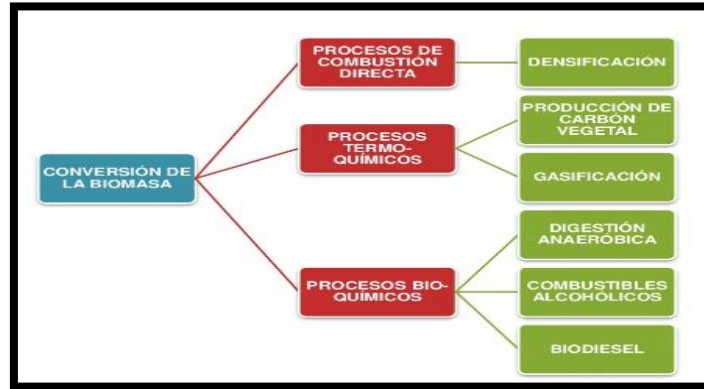 PROCESOS DE
COMBUSTIÓN
DIRECTA
DENSIFICACIÓN
PRODUCCIÓN DE
CARBÓN
VEGETAL
PROCESOS
TERMO-
QUÍMICOS
GASIFICACIÓN
CONVERSIÓN DE
LA BIOMASA
DIGESTIÓN
ANAERÓBICA
PROCESOS BIO-
QUÍMICOS
COMBUSTIBLES
ALCOHÓLICOS
BIODIESEL